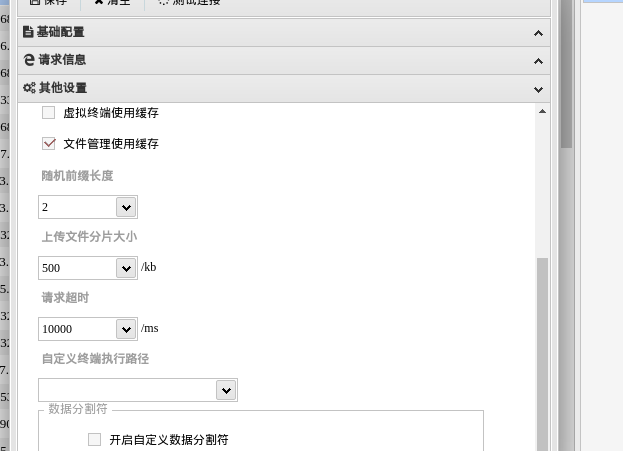 保存 清空 测试连接
基础配置
请求信息
其他设置
虚拟终端使用缓存
文件管理使用缓存
随机前缀长度
2
上传文件分片大小
500 /kb
请求超时
10000 /ms
自定义终端执行路径
数据分割符
开启自定义数据分割符